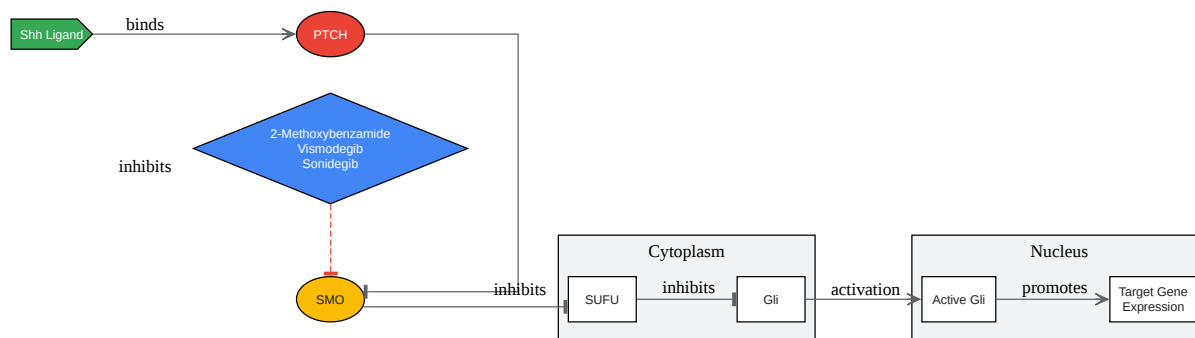 Shh Ligand
binds
PTCH
2-Methoxybenzamide
Vismodegib
Sonidegib
inhibits
Cytoplasm
Nucleus
SMO
inhibits
SUFU
inhibits
Gli
activation
Active Gli
promotes
Target Gene
Expression